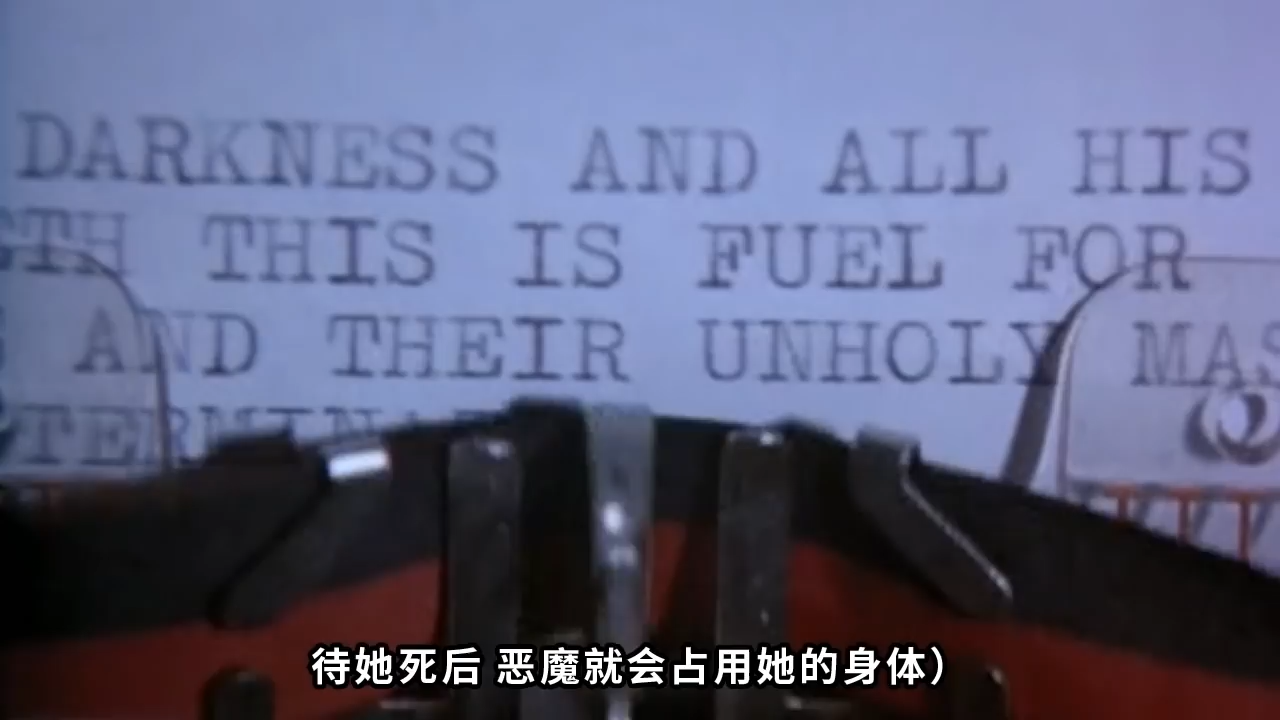 DARKNESS AND ALL HIS
THIS IS FUEL FOR
AND THEIR UNHOLY
待她死后 恶魔就会占用她的身体）